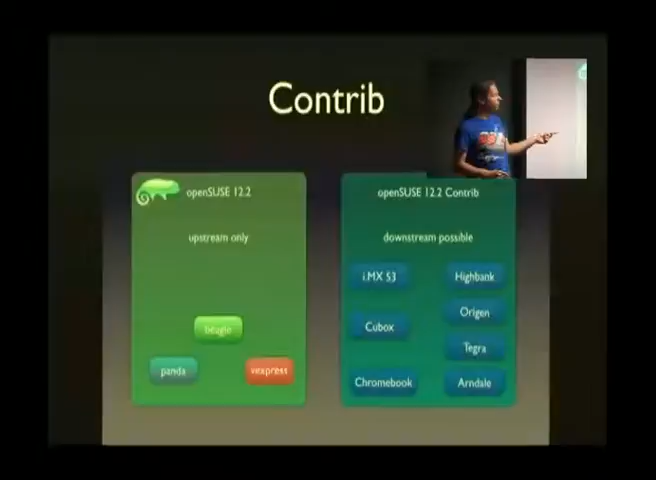 Contrib
openSUSE 12.2
upstream only
beagle
panda
vexpress
openSUSE 12.2 Contrib
downstream possible
i.MX 53
Highbank
Origen
Cubox
Tegra
Chromebook
Arndale